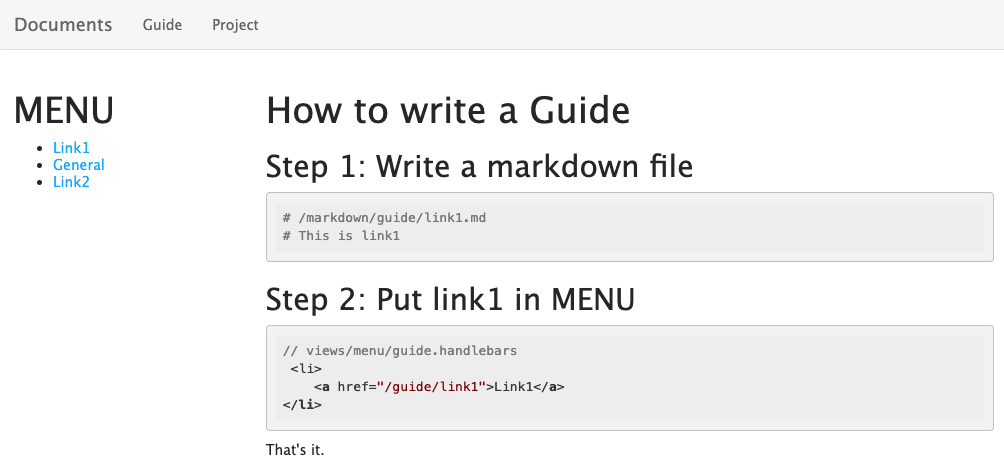 Documents Guide Project
MENU
Link1
General
Link2
How to write a Guide
Step 1: Write a markdown file
# /markdown/guide/link1.md
# This is link1
Step 2: Put link1 in MENU
// views/menu/guide.handlebars
<li>
<a href="/guide/link1">Link1</a>
</li>
That's it.